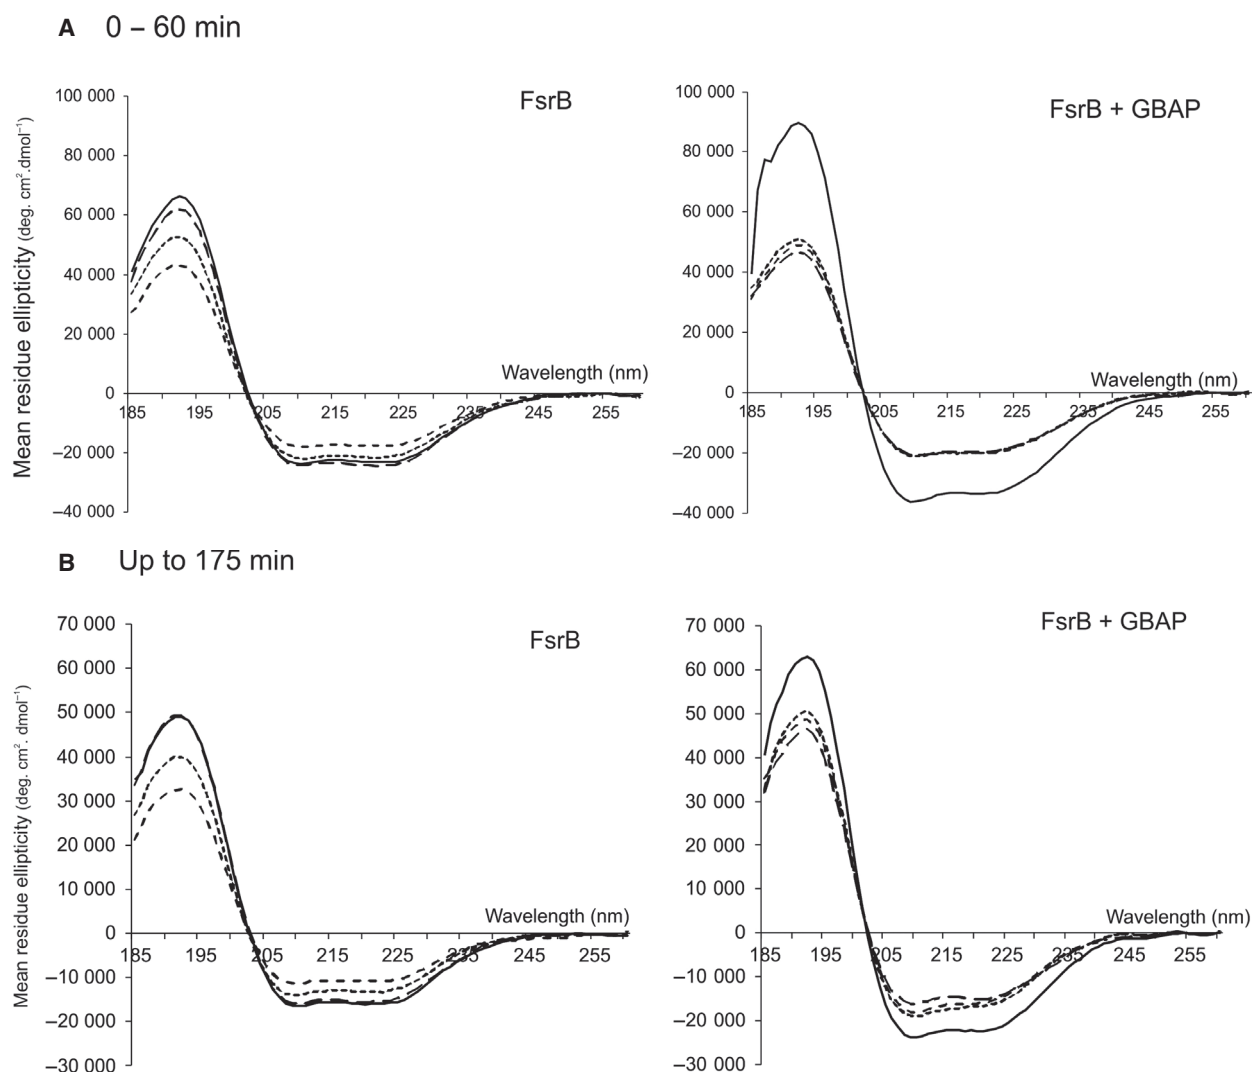 A 0 – 60 min
FsrB
Mean residue ellipticity (deg. cm².dmol⁻¹)
100 000
80 000
60 000
40 000
20 000
0
–20 000
–40 000
Wavelength (nm)
185 195 205 215 225 235 245 255
FsrB + GBAP
100 000
80 000
60 000
40 000
20 000
0
–20 000
–40 000
Wavelength (nm)
185 195 205 215 225 235 245 255
B Up to 175 min
FsrB
Mean residue ellipticity (deg. cm². dmol⁻¹)
70 000
60 000
50 000
40 000
30 000
20 000
10 000
0
–10 000
–20 000
–30 000
Wavelength (nm)
185 195 205 215 225 235 245 255
FsrB + GBAP
70 000
60 000
50 000
40 000
30 000
20 000
10 000
0
–10 000
–20 000
–30 000
Wavelength (nm)
185 195 205 215 225 235 245 255